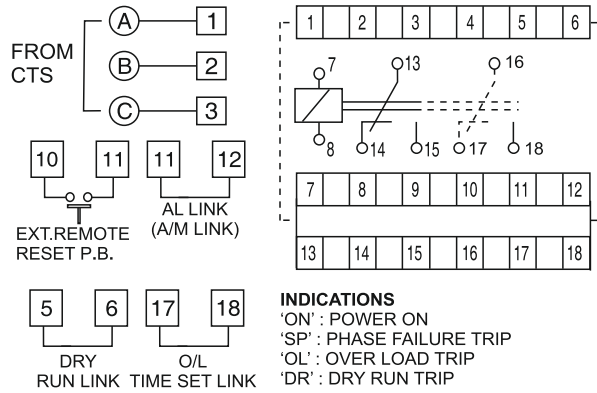 FROM
CTS
A 1
B 2
C 3
10 11
EXT.REMOTE
RESET P.B.
11 12
AL LINK
(A/M LINK)
5 6
DRY
RUN LINK
17 18
O/L
TIME SET LINK
1 2 3 4 5 6
7 13 16
8 14 15 17 18
7 8 9 10 11 12
13 14 15 16 17 18
INDICATIONS
‘ON’ : POWER ON
‘SP’ : PHASE FAILURE TRIP
‘OL’ : OVER LOAD TRIP
‘DR’ : DRY RUN TRIP